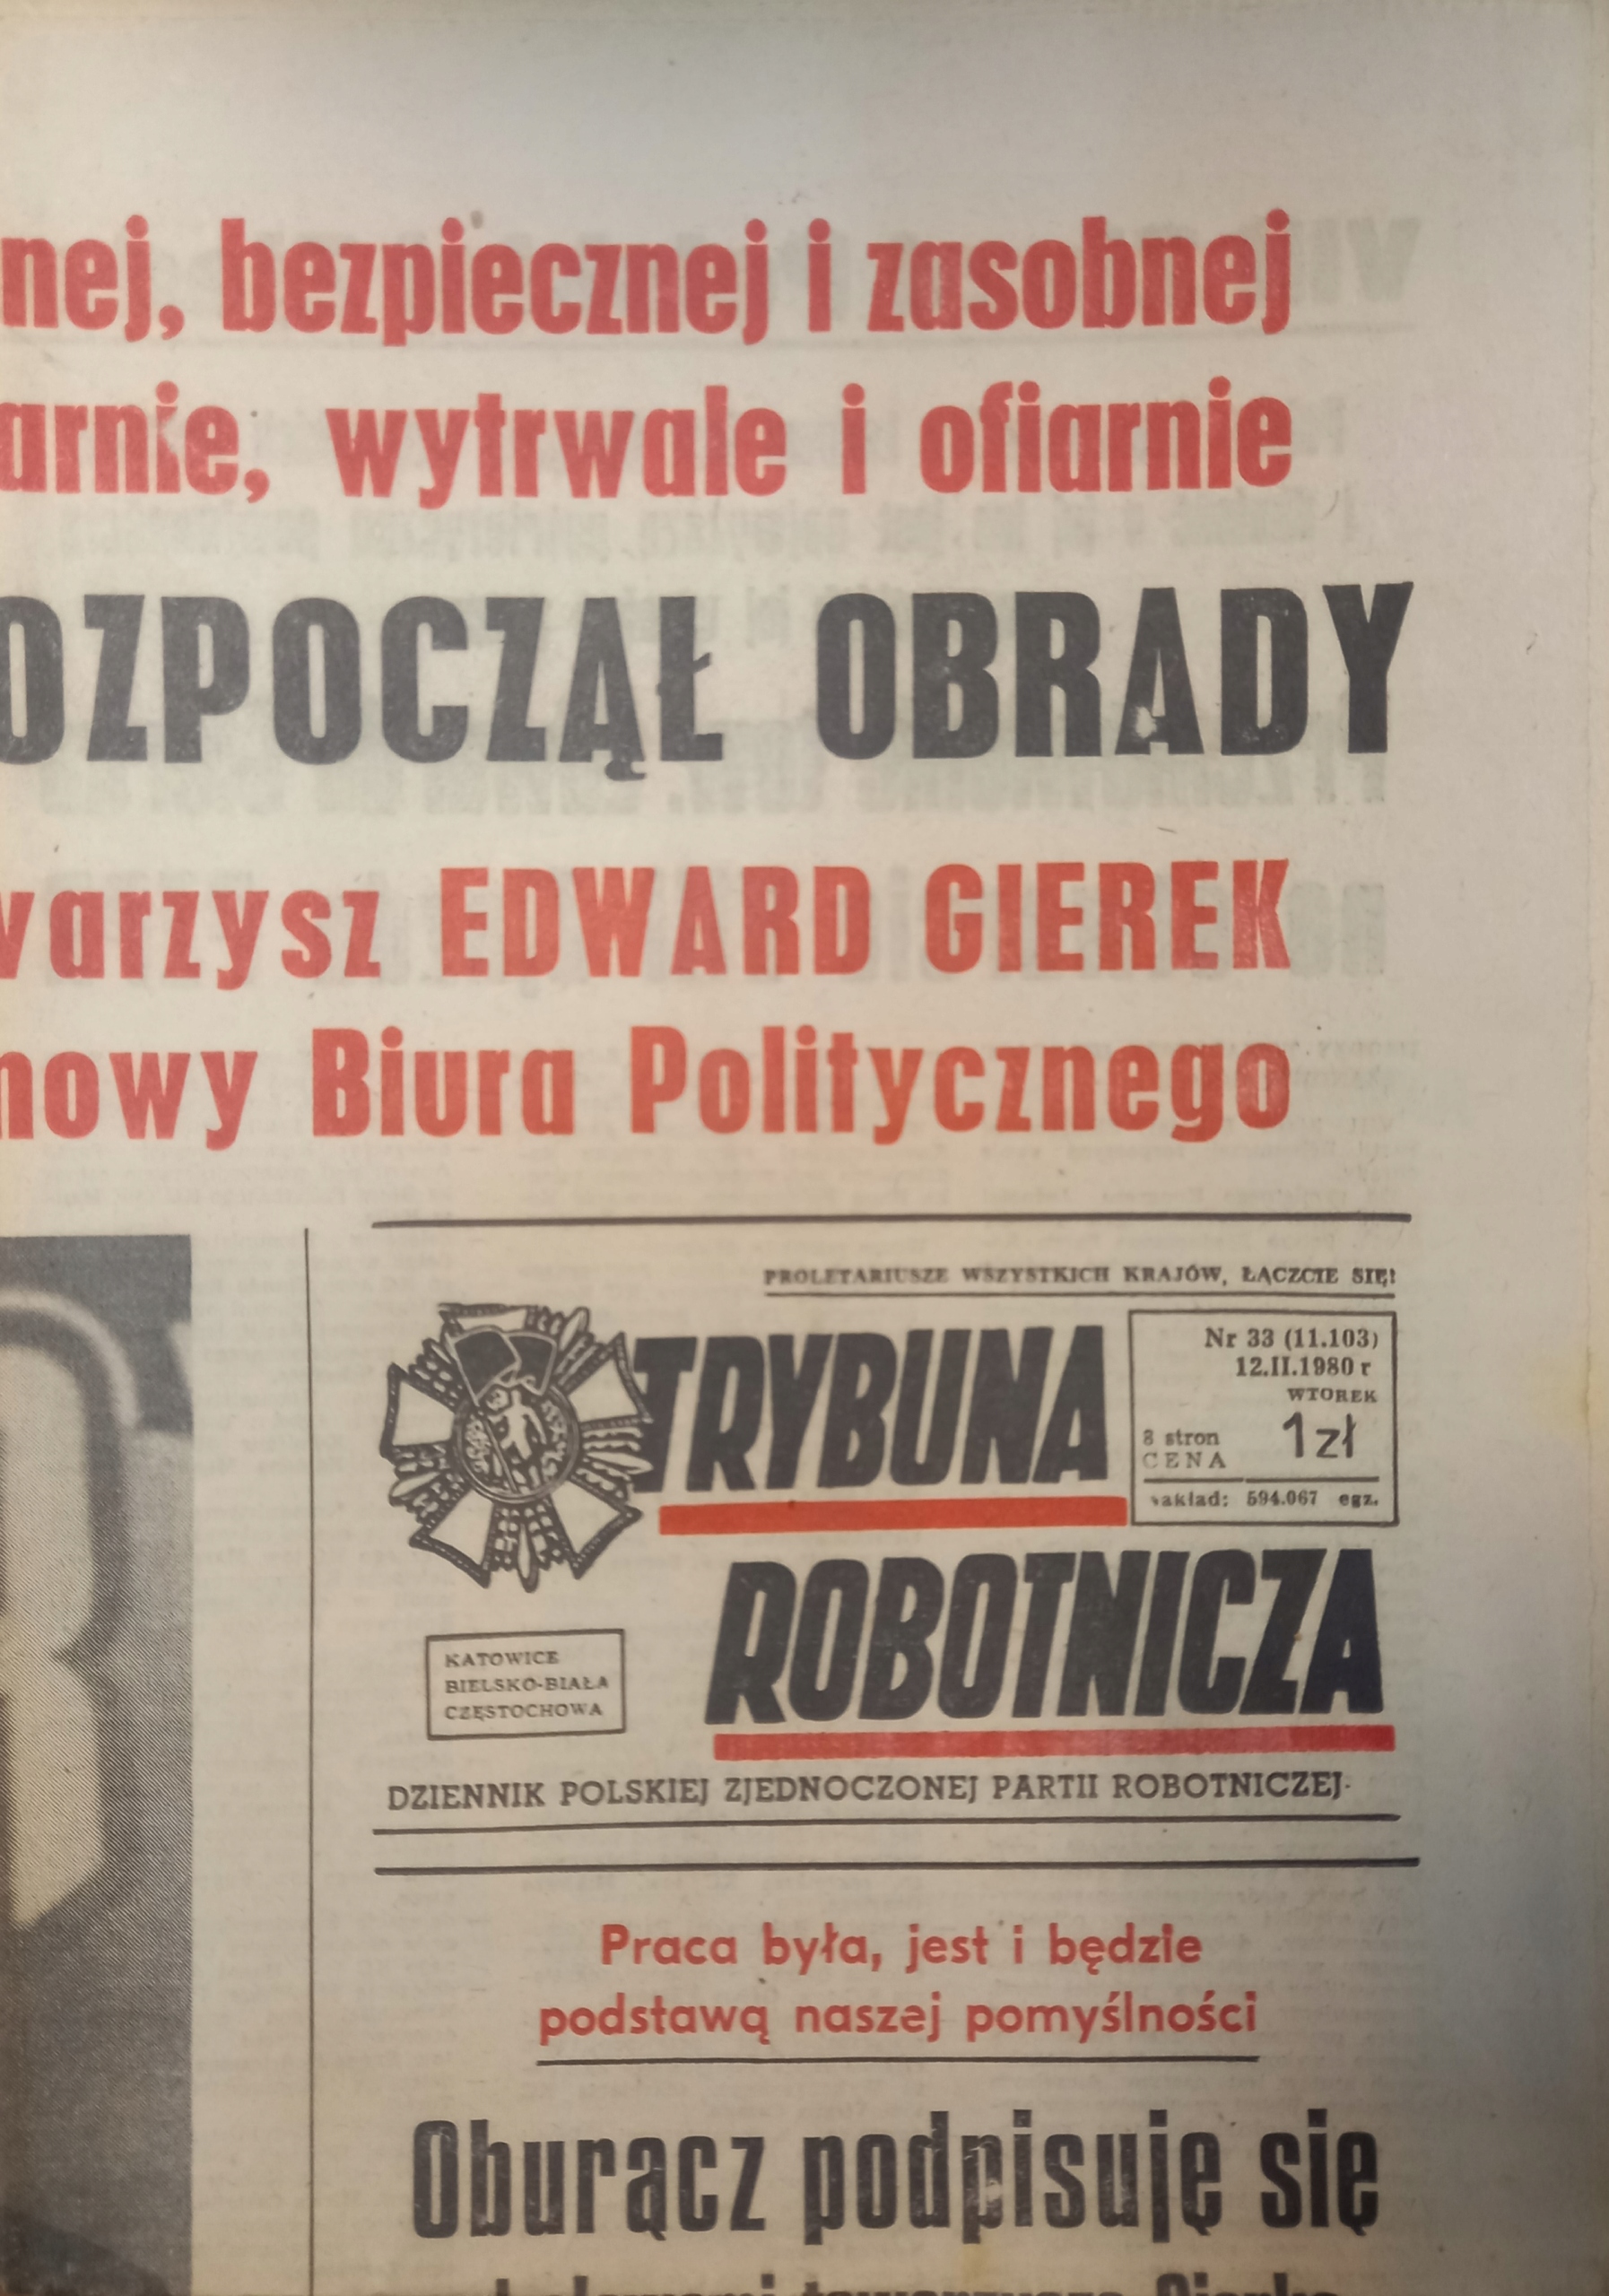 nej, bezpiecznej i zasobnej
arnie, wytrwale i ofiarnie
OZPOCZĄŁ OBRADY
warzysz EDWARD GIEREK
nowy Biura Politycznego
PROLETARIUSZE WSZYSTKICH KRAJÓW, ŁĄCZCIE SIĘ!
TRYBUNA
Nr 33 (11.103)
12.II.1980 r
WTOREK
8 stron
CENA 1 zł
nakład: 594.067 egz.
ROBOTNICZA
KATOWICE
BIELSKO-BIAŁA
CZĘSTOCHOWA
DZIENNIK POLSKIEJ ZJEDNOCZONEJ PARTII ROBOTNICZEJ
Praca była, jest i będzie
podstawą naszej pomyślności
Oburącz podpisuję się